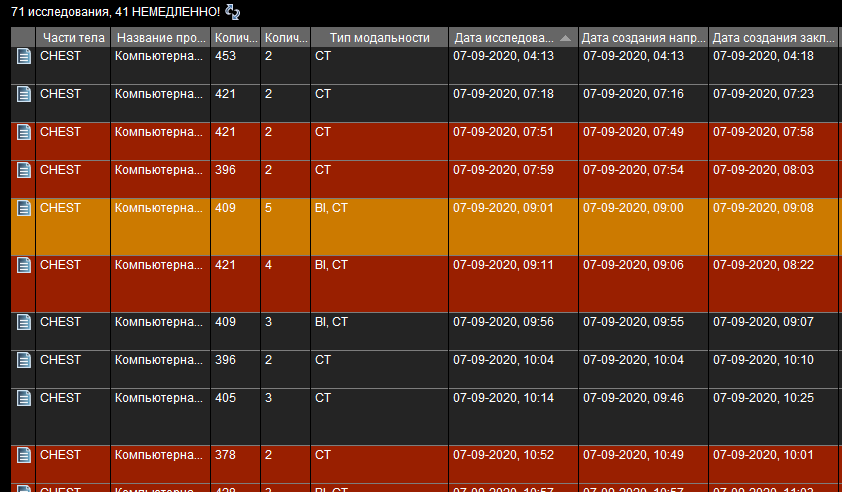 71 исследования, 41 НЕМЕДЛЕННО!
Части тела Название про... Колич... Колич... Тип модальности Дата исследова... Дата создания напр... Дата создания закл...
CHEST Компьютерна... 453 2 CT 07-09-2020, 04:13 07-09-2020, 04:13 07-09-2020, 04:18
CHEST Компьютерна... 421 2 CT 07-09-2020, 07:18 07-09-2020, 07:16 07-09-2020, 07:23
CHEST Компьютерна... 421 2 CT 07-09-2020, 07:51 07-09-2020, 07:49 07-09-2020, 07:58
CHEST Компьютерна... 396 2 CT 07-09-2020, 07:59 07-09-2020, 07:54 07-09-2020, 08:03
CHEST Компьютерна... 409 5 BI, CT 07-09-2020, 09:01 07-09-2020, 09:00 07-09-2020, 09:08
CHEST Компьютерна... 421 4 BI, CT 07-09-2020, 09:11 07-09-2020, 09:06 07-09-2020, 08:22
CHEST Компьютерна... 409 3 BI, CT 07-09-2020, 09:56 07-09-2020, 09:55 07-09-2020, 09:07
CHEST Компьютерна... 396 2 CT 07-09-2020, 10:04 07-09-2020, 10:04 07-09-2020, 10:10
CHEST Компьютерна... 405 3 CT 07-09-2020, 10:14 07-09-2020, 09:46 07-09-2020, 10:25
CHEST Компьютерна... 378 2 CT 07-09-2020, 10:52 07-09-2020, 10:49 07-09-2020, 10:01
CHEST Компьютерна...